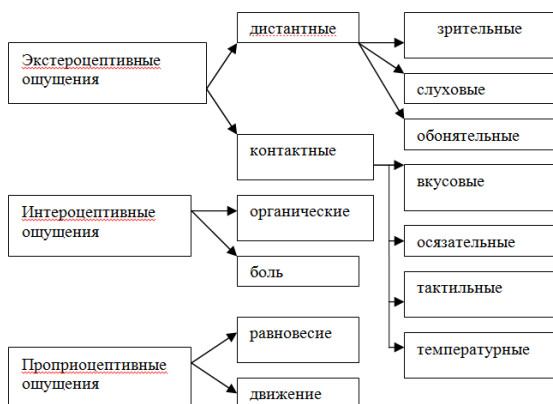 Экстероцептивные
ощущения
дистантные
зрительные
слуховые
обонятельные
контактные
вкусовые
осязательные
тактильные
температурные
Интероцептивные
ощущения
органические
боль
Проприоцептивные
ощущения
равновесие
движение